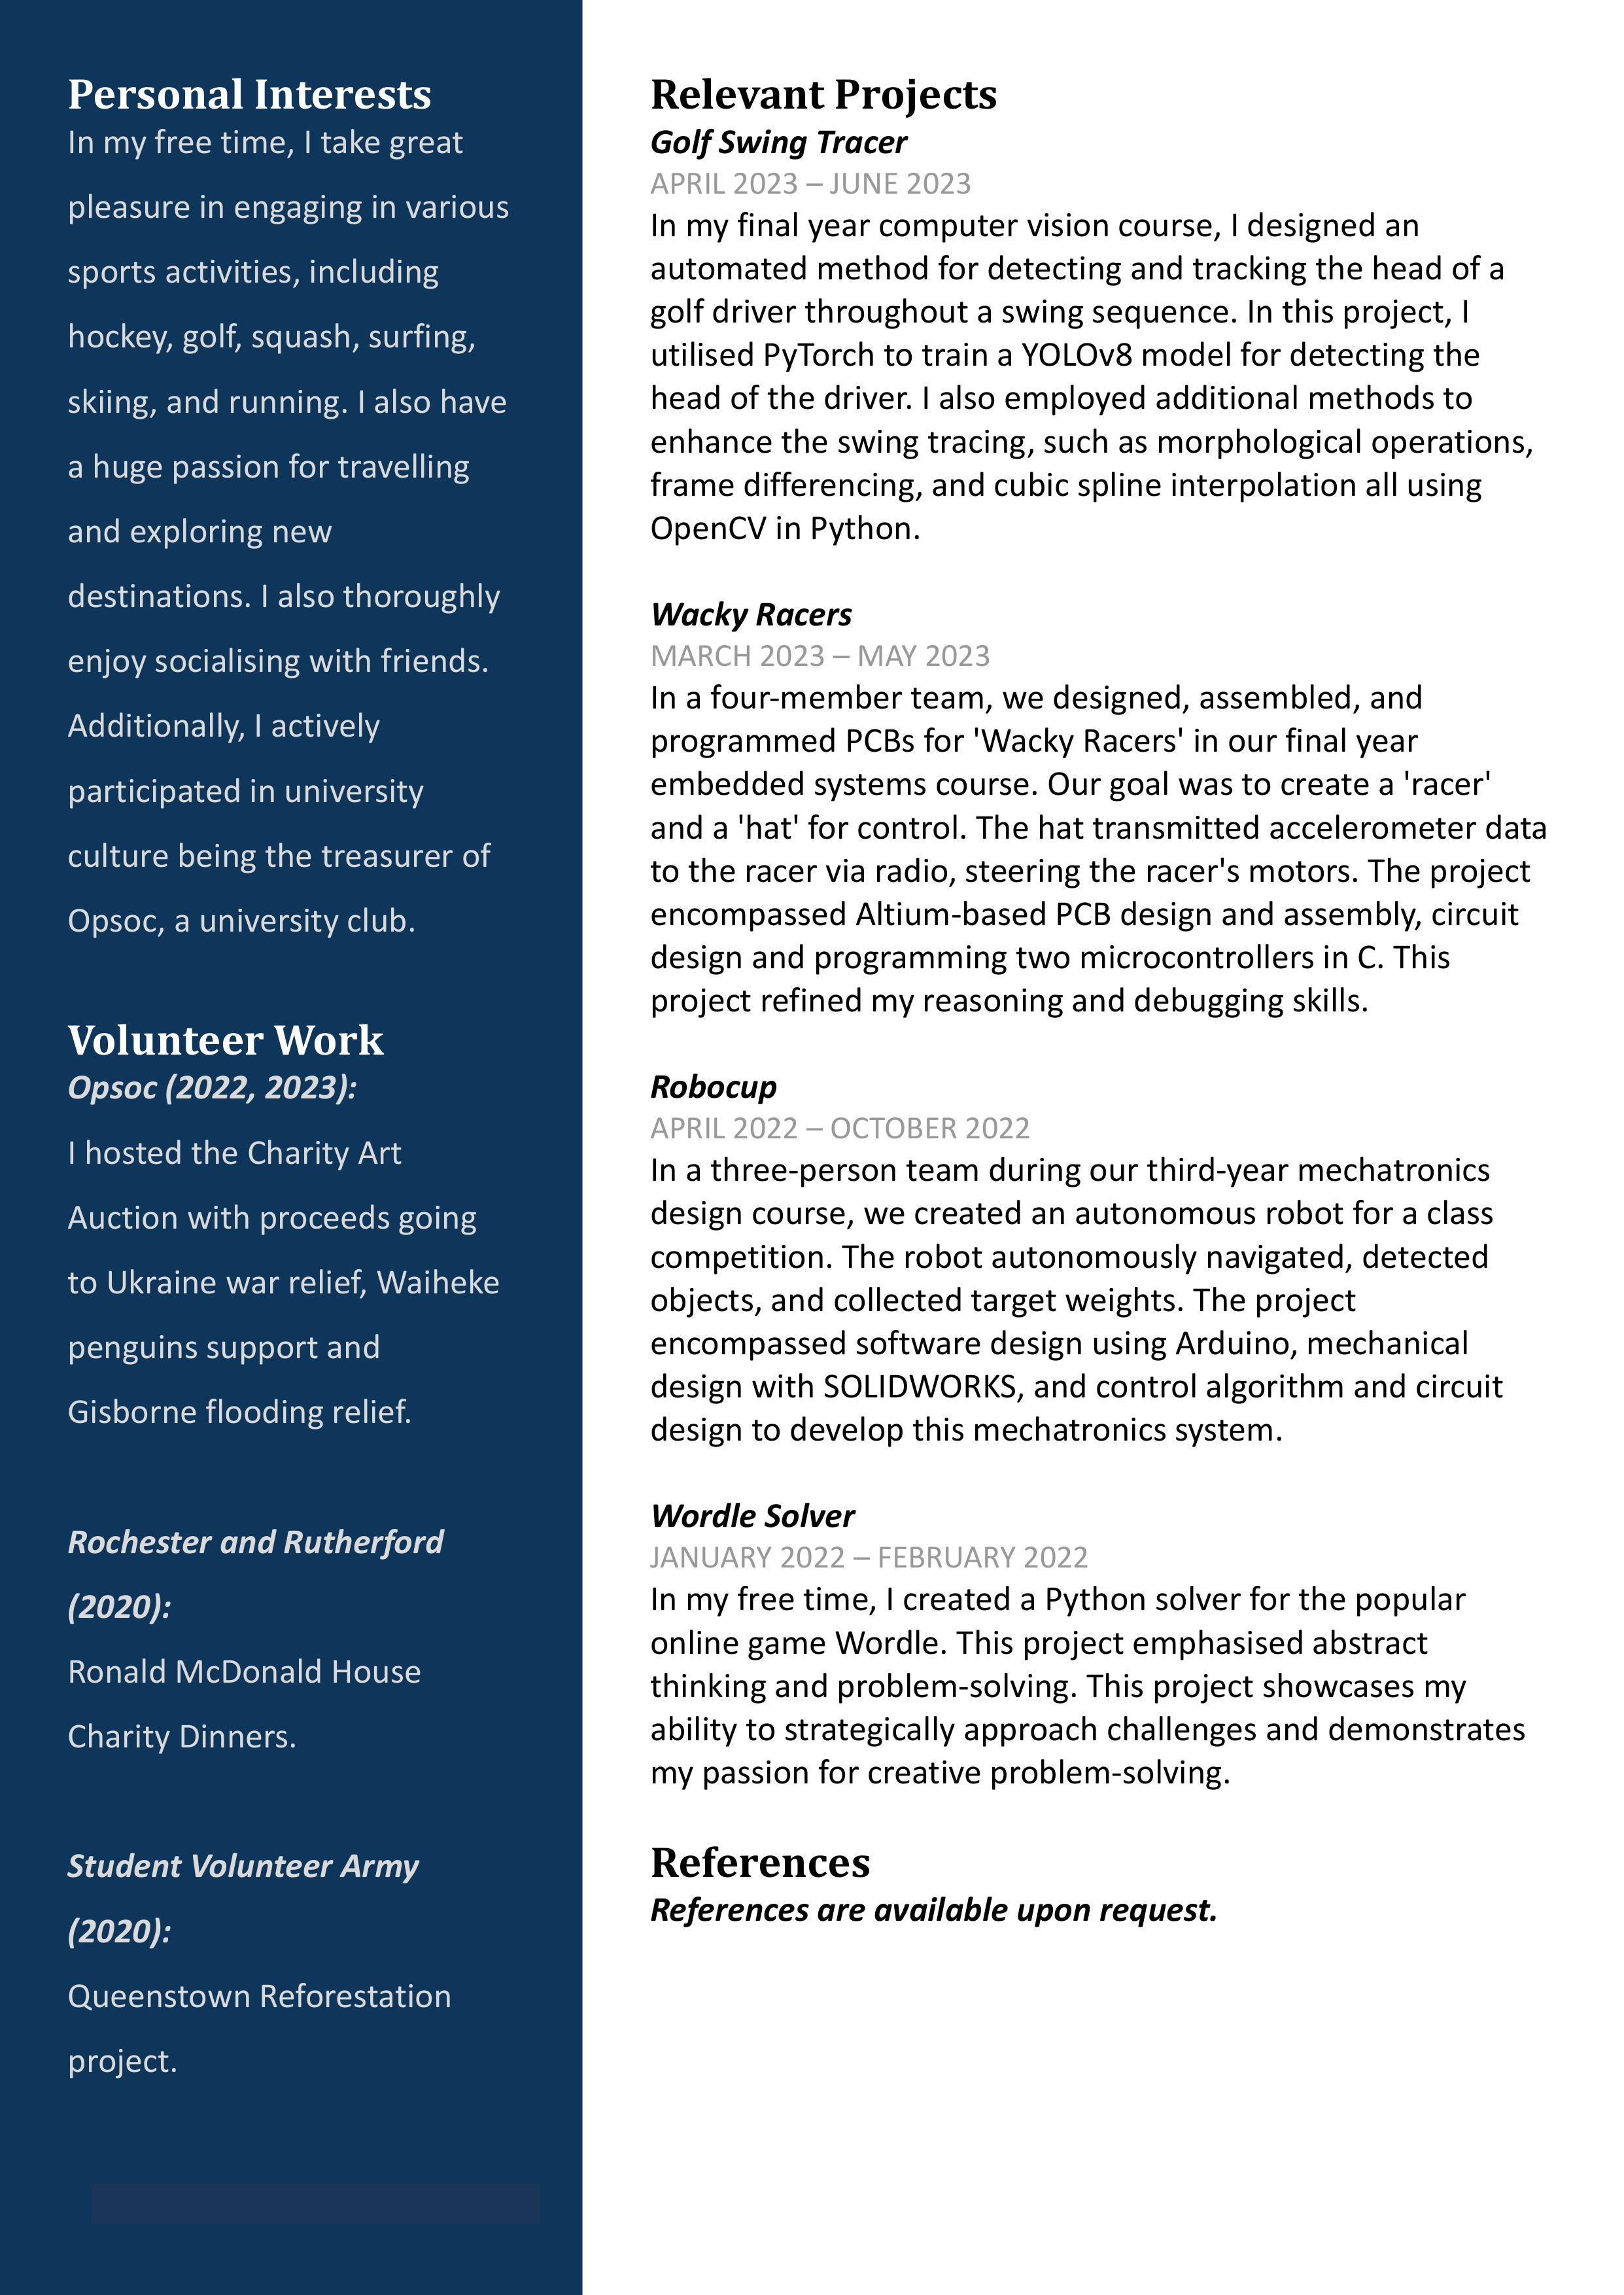 Personal Interests
In my free time, I take great
pleasure in engaging in various
sports activities, including
hockey, golf, squash, surfing,
skiing, and running. I also have
a huge passion for travelling
and exploring new
destinations. I also thoroughly
enjoy socialising with friends.
Additionally, I actively
participated in university
culture being the treasurer of
Opsoc, a university club.
Volunteer Work
Opsoc (2022, 2023):
I hosted the Charity Art
Auction with proceeds going
to Ukraine war relief, Waiheke
penguins support and
Gisborne flooding relief.
Rochester and Rutherford
(2020):
Ronald McDonald House
Charity Dinners.
Student Volunteer Army
(2020):
Queenstown Reforestation
project.
Relevant Projects
Golf Swing Tracer
APRIL 2023 – JUNE 2023
In my final year computer vision course, I designed an
automated method for detecting and tracking the head of a
golf driver throughout a swing sequence. In this project, I
utilised PyTorch to train a YOLOv8 model for detecting the
head of the driver. I also employed additional methods to
enhance the swing tracing, such as morphological operations,
frame differencing, and cubic spline interpolation all using
OpenCV in Python.
Wacky Racers
MARCH 2023 – MAY 2023
In a four-member team, we designed, assembled, and
programmed PCBs for 'Wacky Racers' in our final year
embedded systems course. Our goal was to create a 'racer'
and a 'hat' for control. The hat transmitted accelerometer data
to the racer via radio, steering the racer's motors. The project
encompassed Altium-based PCB design and assembly, circuit
design and programming two microcontrollers in C. This
project refined my reasoning and debugging skills.
Robocup
APRIL 2022 – OCTOBER 2022
In a three-person team during our third-year mechatronics
design course, we created an autonomous robot for a class
competition. The robot autonomously navigated, detected
objects, and collected target weights. The project
encompassed software design using Arduino, mechanical
design with SOLIDWORKS, and control algorithm and circuit
design to develop this mechatronics system.
Wordle Solver
JANUARY 2022 – FEBRUARY 2022
In my free time, I created a Python solver for the popular
online game Wordle. This project emphasised abstract
thinking and problem-solving. This project showcases my
ability to strategically approach challenges and demonstrates
my passion for creative problem-solving.
References
References are available upon request.